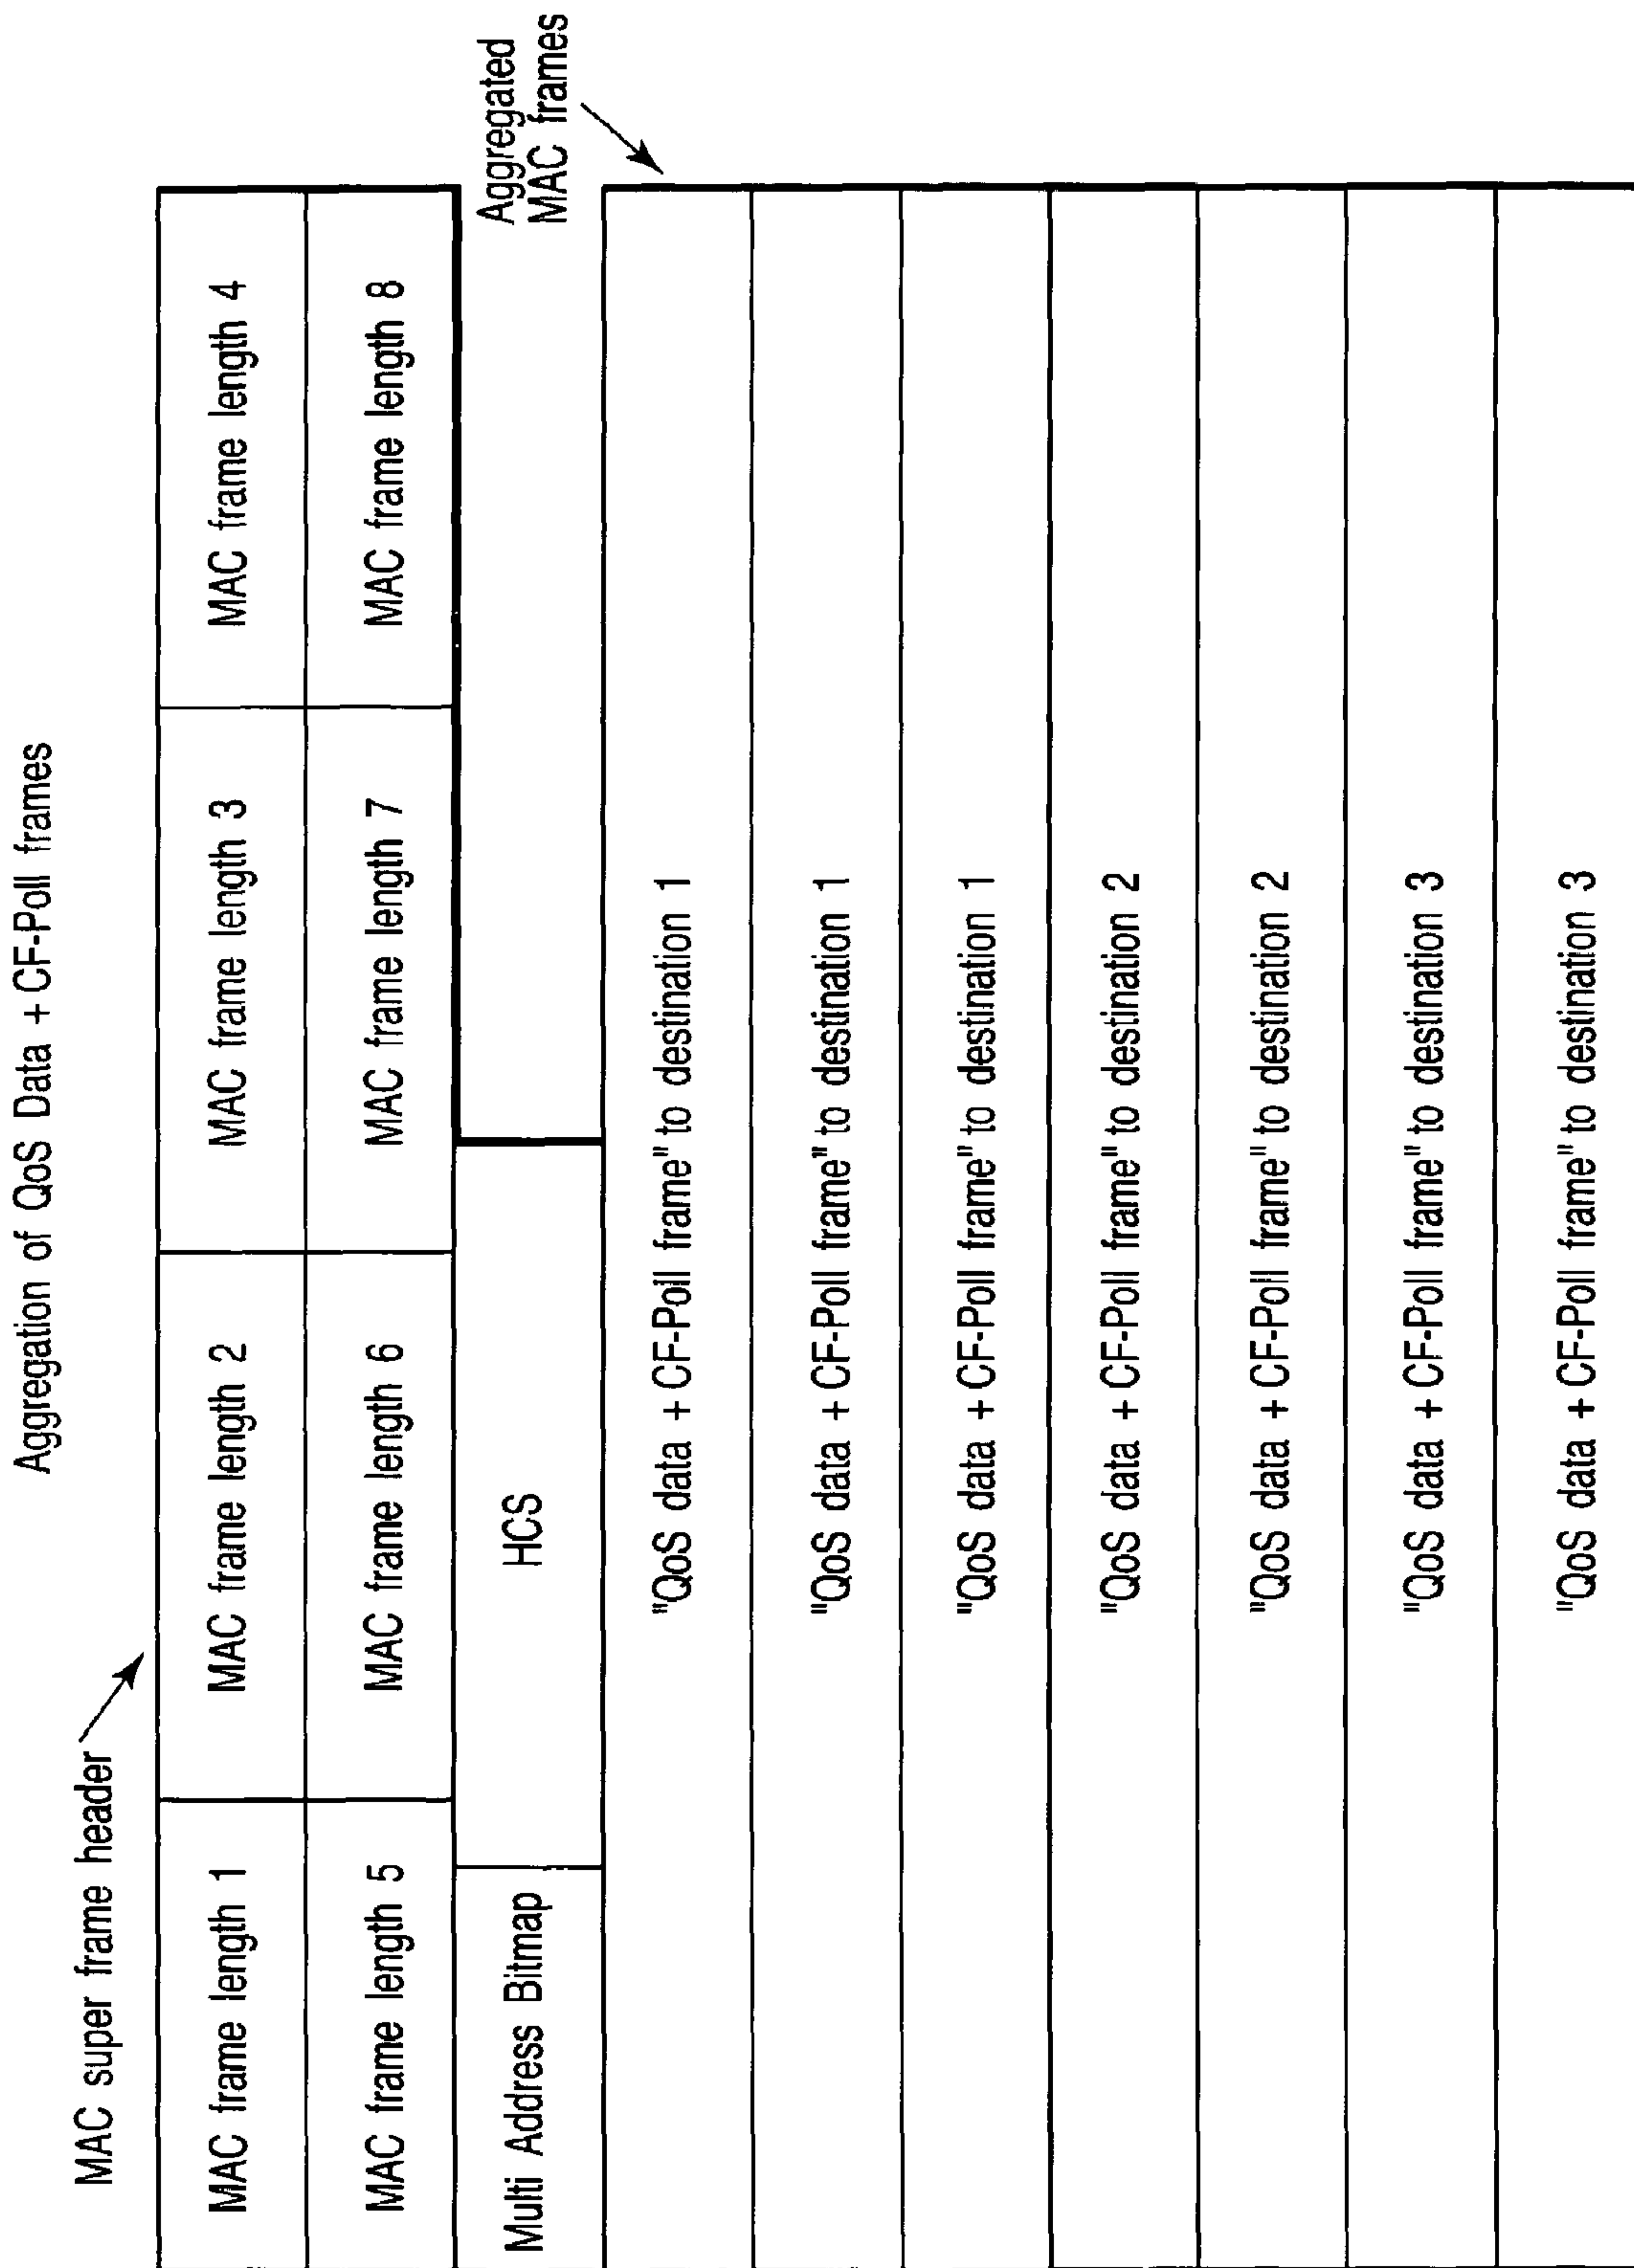 Aggregation of QoS Data + CF-Poll frames
MAC super frame header
MAC frame length 1
MAC frame length 2
MAC frame length 3
MAC frame length 4
MAC frame length 5
MAC frame length 6
MAC frame length 7
MAC frame length 8
Multi Address Bitmap
HCS
Aggregated
MAC frames
"QoS data + CF-Poll frame" to destination 1
"QoS data + CF-Poll frame" to destination 1
"QoS data + CF-Poll frame" to destination 1
"QoS data + CF-Poll frame" to destination 2
"QoS data + CF-Poll frame" to destination 2
"QoS data + CF-Poll frame" to destination 3
"QoS data + CF-Poll frame" to destination 3